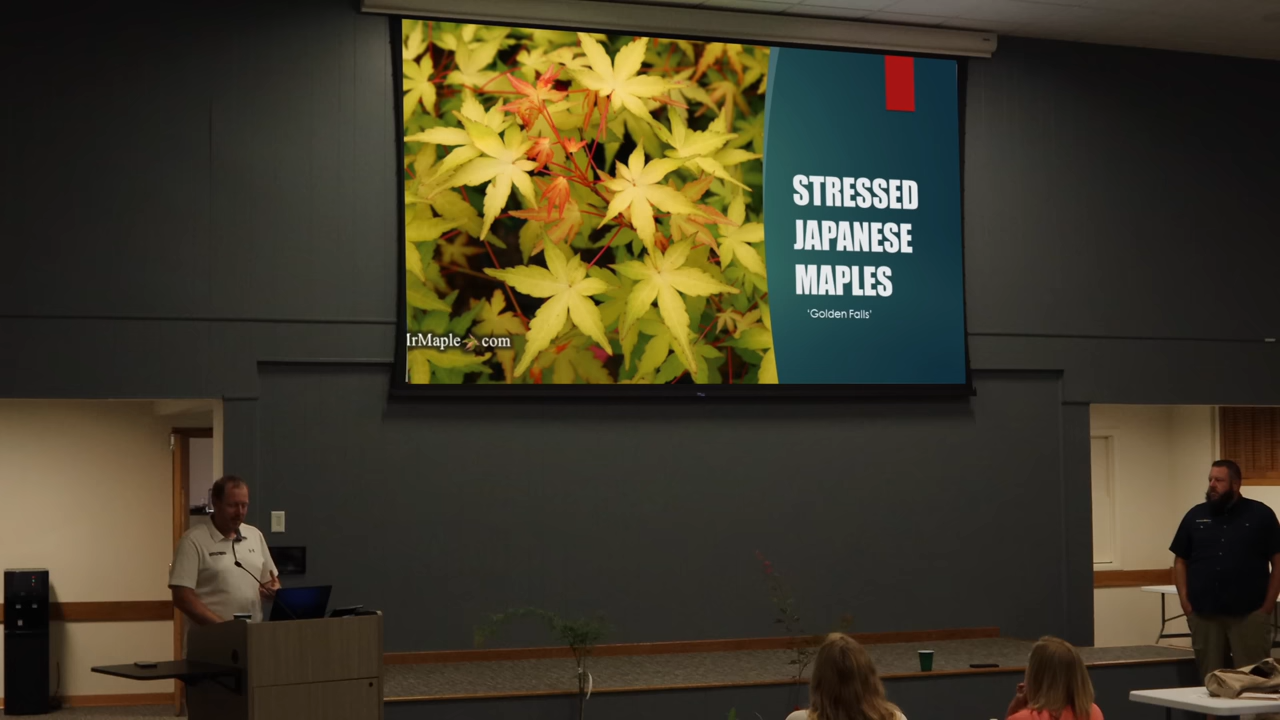 STRESSED
JAPANESE
MAPLES
‘Golden Falls’
IrMaple com